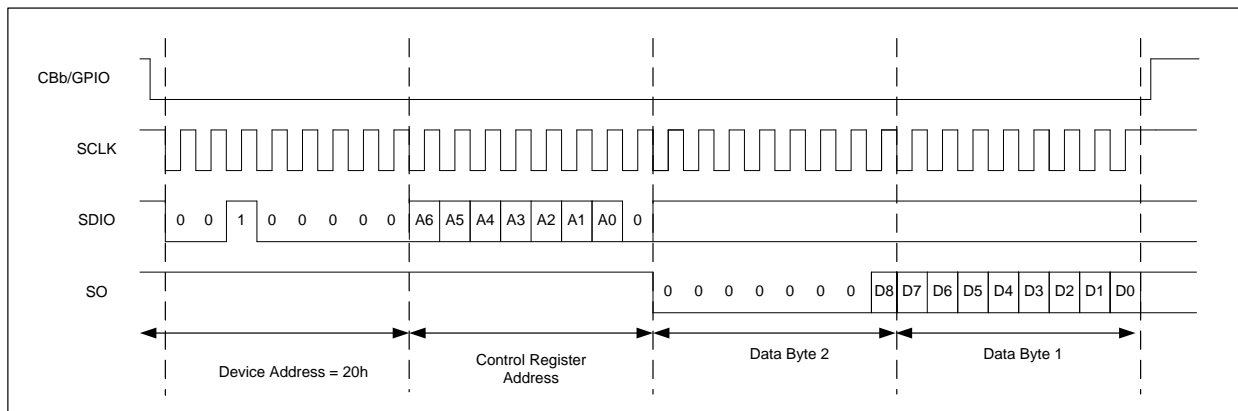 CBb/GPIO
SCLK
SDIO
0 0 1 0 0 0 0 0 A6 A5 A4 A3 A2 A1 A0 0
SO
0 0 0 0 0 0 0 D8 D7 D6 D5 D4 D3 D2 D1 D0
Device Address = 20h
Control Register
Address
Data Byte 2
Data Byte 1